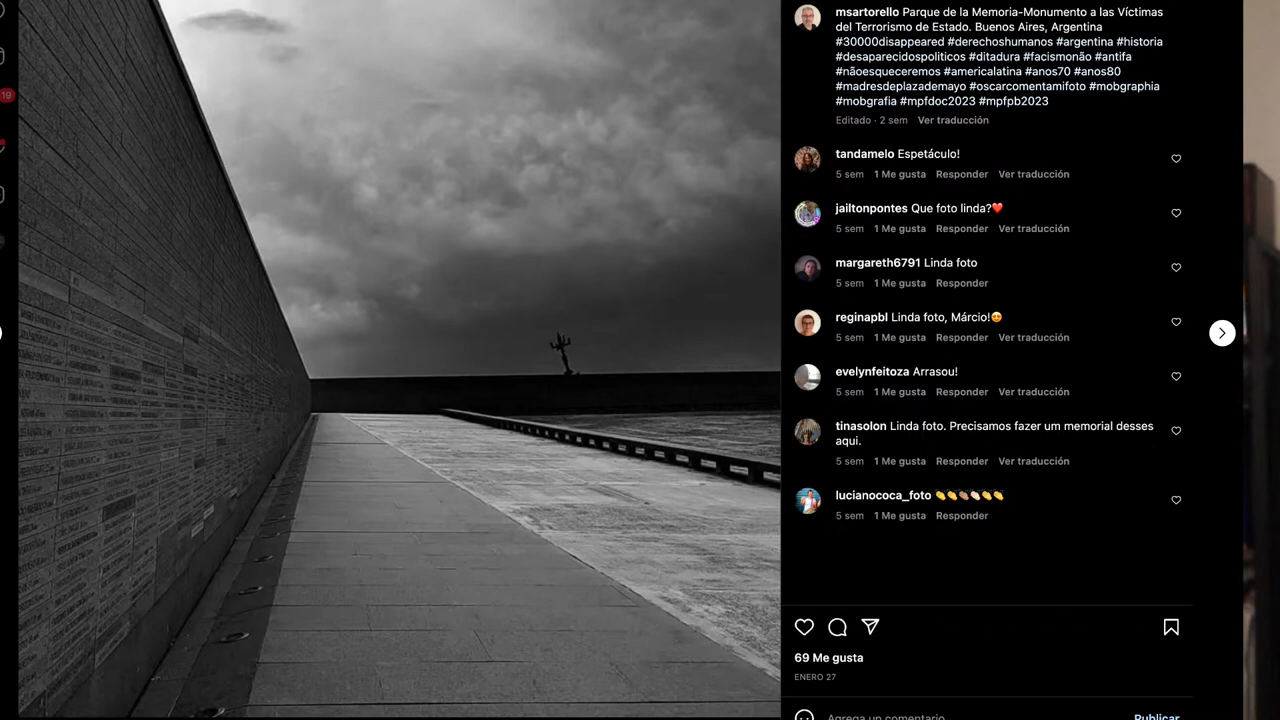 19
msartorello Parque de la Memoria-Monumento a las Víctimas
del Terrorismo de Estado. Buenos Aires, Argentina
#30000disappeared #derechoshumanos #argentina #historia
#desaparecidospoliticos #ditadura #facismonão #antifa
#nãoesqueceremos #americalatina #anos70 #anos80
#madresdeplazademayo #oscarcomentamifoto #mobgraphia
#mobgrafia #mpfdoc2023 #mpfpb2023
Editado · 2 sem Ver traducción
tandamelo Espetáculo!
5 sem 1 Me gusta Responder Ver traducción
jailtonpontes Que foto linda?❤️
5 sem 1 Me gusta Responder Ver traducción
margareth6791 Linda foto
5 sem 1 Me gusta Responder
reginapbl Linda foto, Márcio!😍
5 sem 1 Me gusta Responder Ver traducción
evelynfeitoza Arrasou!
5 sem 1 Me gusta Responder Ver traducción
tinasolon Linda foto. Precisamos fazer um memorial desses
aqui.
5 sem 1 Me gusta Responder Ver traducción
lucianococa_foto 👏👏👏🏽👏🏻👏👏
5 sem 1 Me gusta Responder
69 Me gusta
ENERO 27
Agrega un comentario
Publicar